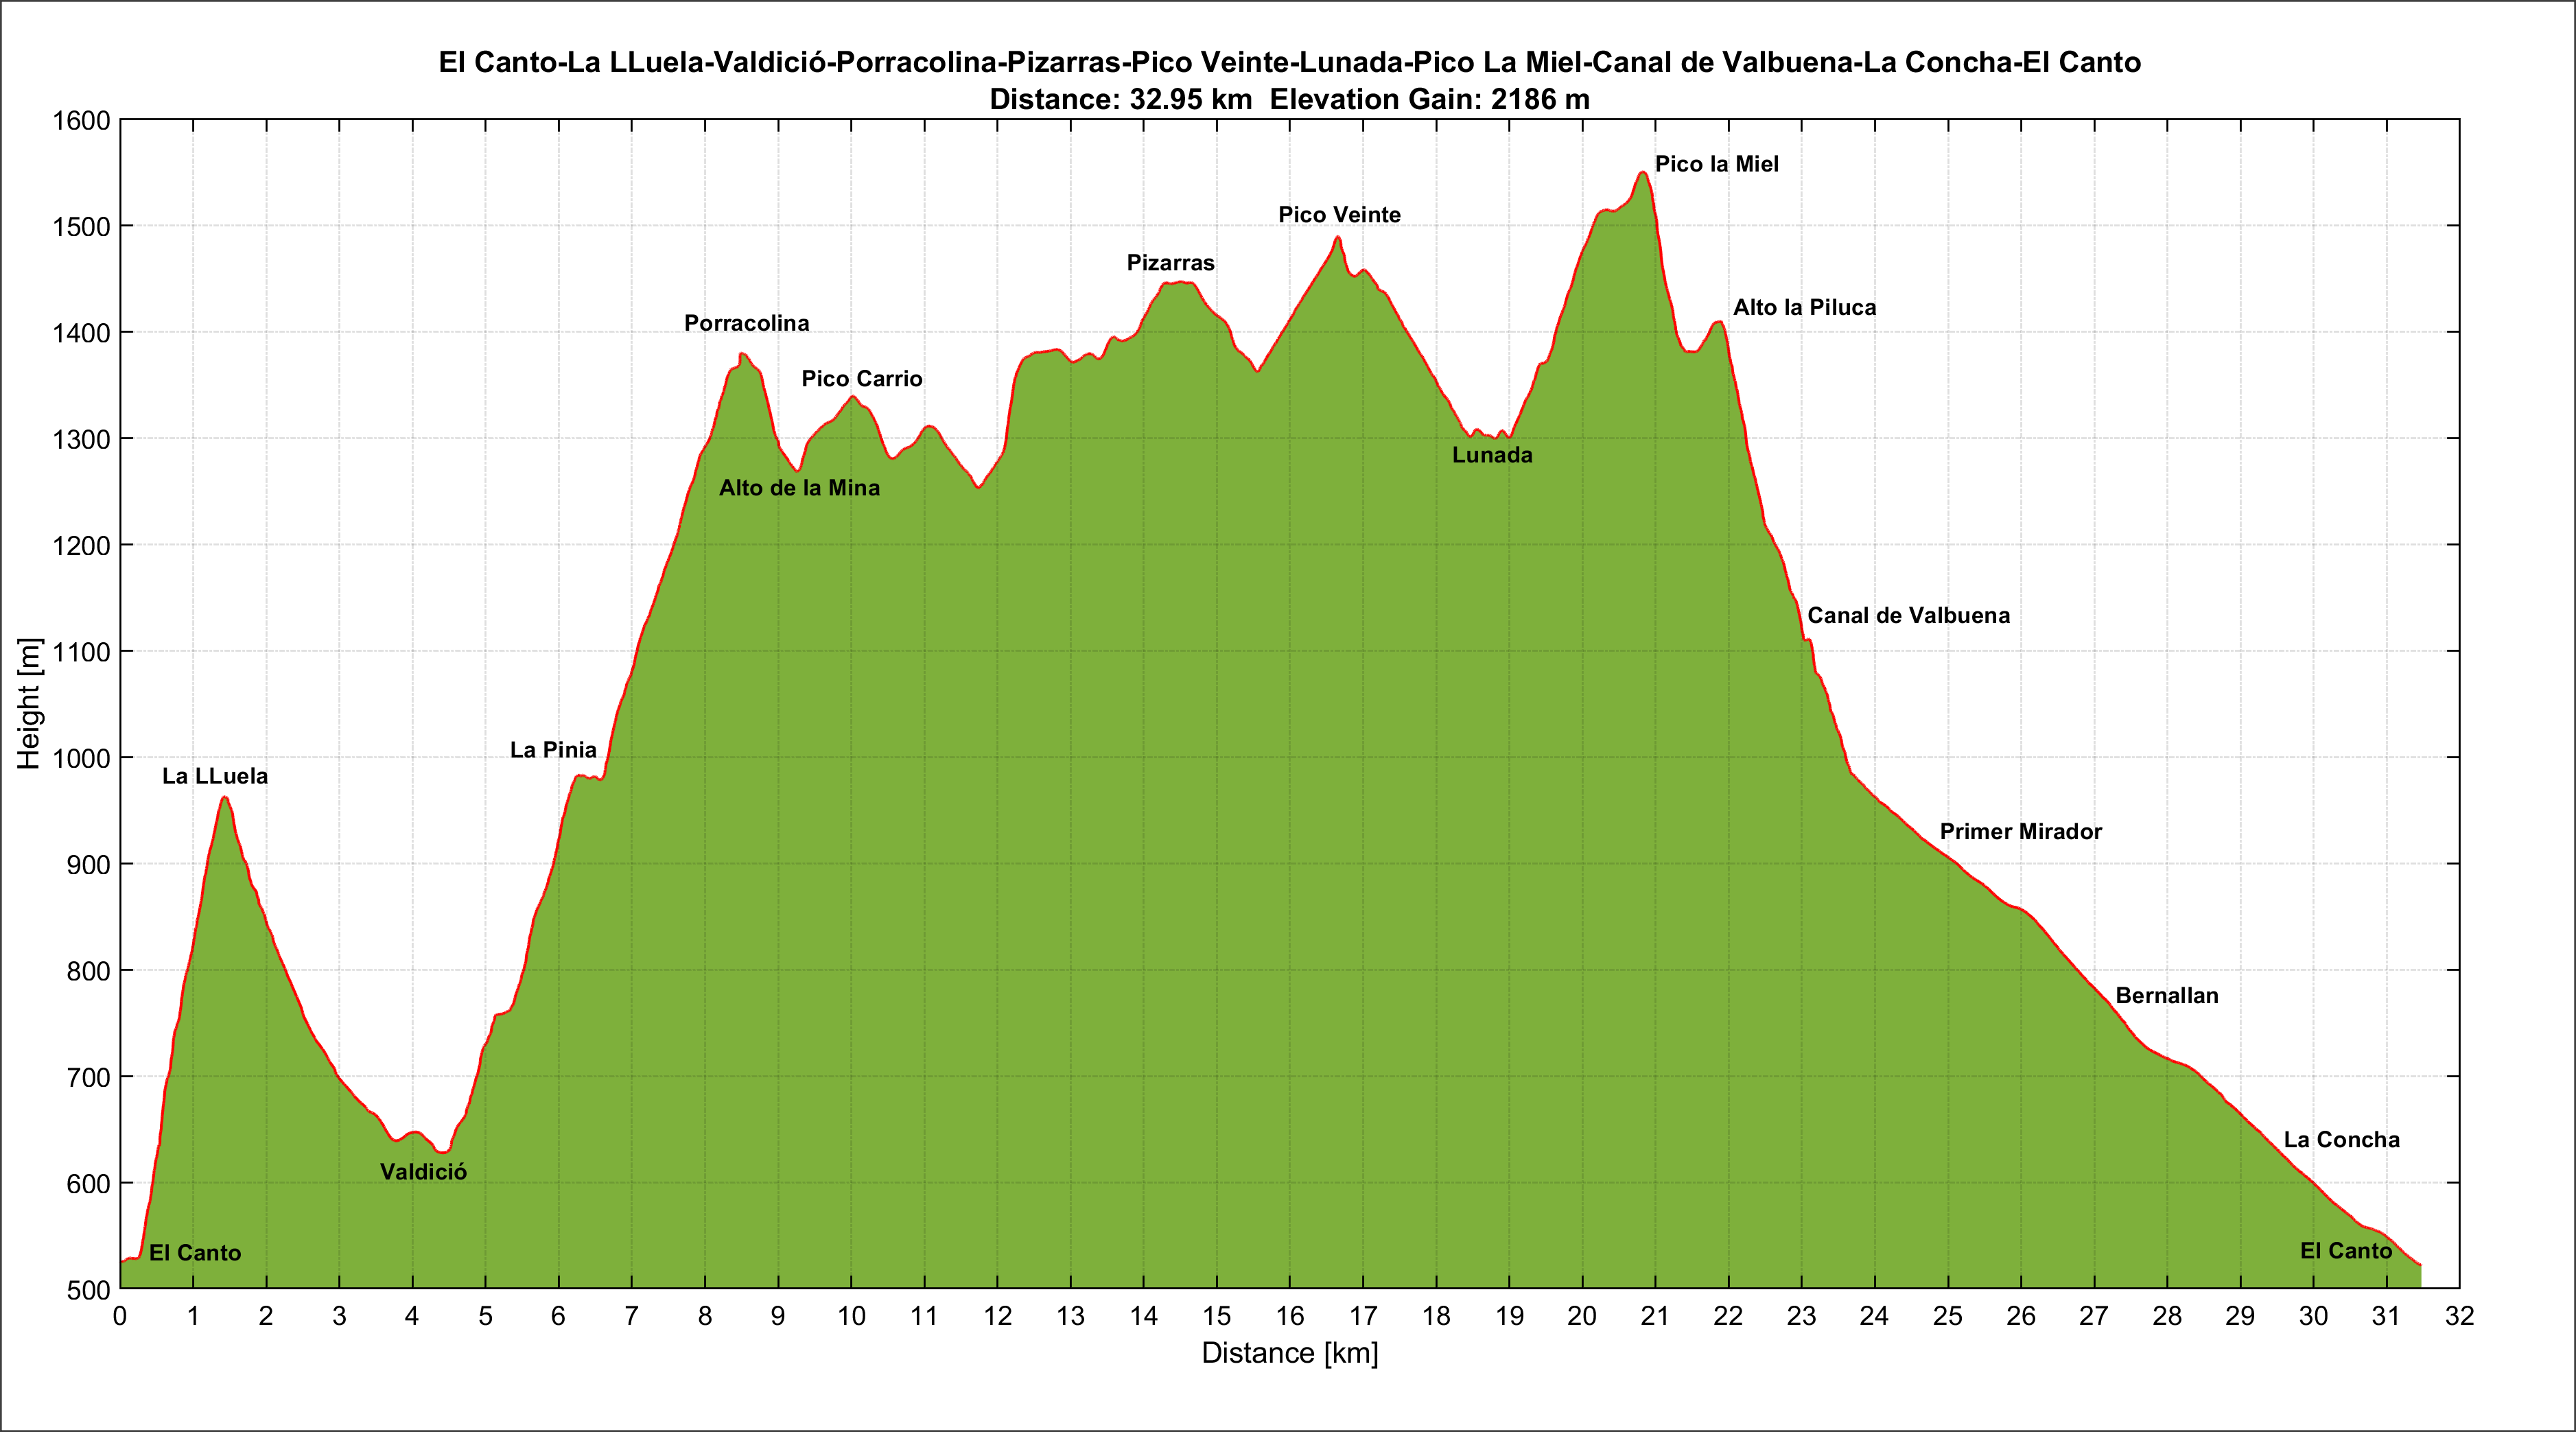 El Canto-La LLuela-Valdició-Porracolina-Pizarras-Pico Veinte-Lunada-Pico La Miel-Canal de Valbuena-La Concha-El Canto
Distance: 32.95 km  Elevation Gain: 2186 m
1600
1500
1400
1300
1200
1100
1000
900
800
700
600
500
Height [m]
Pico la Miel
Pico Veinte
Pizarras
Alto la Piluca
Porracolina
Pico Carrio
Lunada
Alto de la Mina
Canal de Valbuena
La Pinia
La LLuela
Primer Mirador
Bernallan
La Concha
Valdició
El Canto
El Canto
0 1 2 3 4 5 6 7 8 9 10 11 12 13 14 15 16 17 18 19 20 21 22 23 24 25 26 27 28 29 30 31 32
Distance [km]